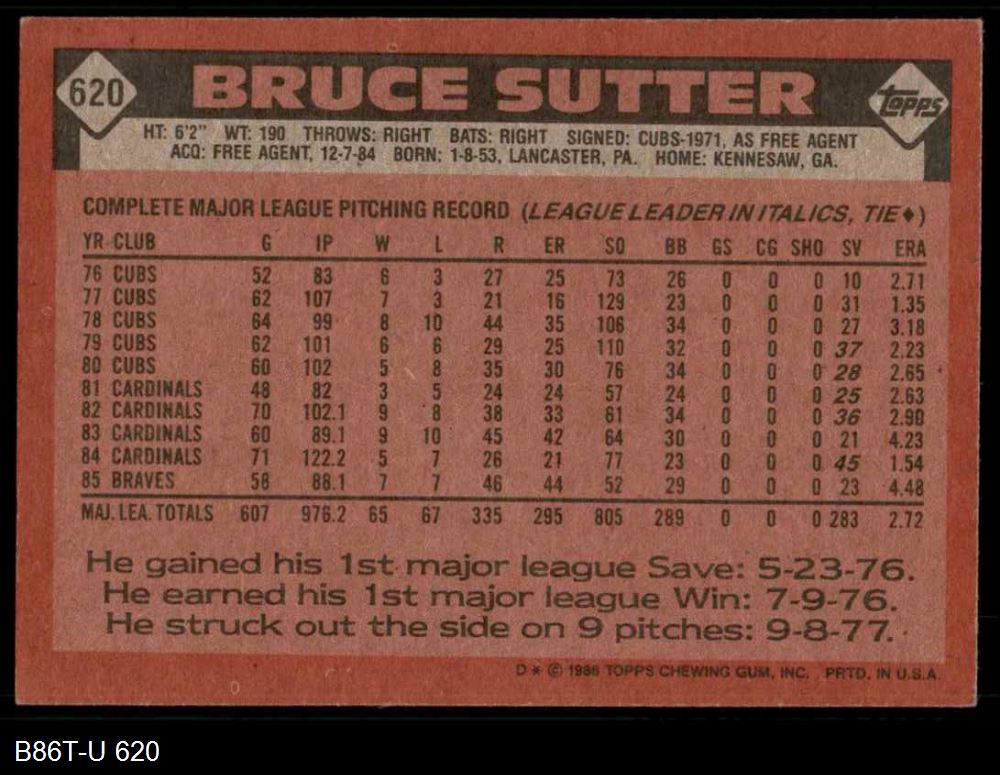 620 BRUCE SUTTER TOPPS
HT: 6'2" WT: 190 THROWS: RIGHT BATS: RIGHT SIGNED: CUBS-1971, AS FREE AGENT
ACQ: FREE AGENT, 12-7-84 BORN: 1-8-53, LANCASTER, PA. HOME: KENNESAW, GA.
COMPLETE MAJOR LEAGUE PITCHING RECORD (LEAGUE LEADER IN ITALICS, TIE♦)
YR CLUB G IP W L R ER SO BB GS CG SHO SV ERA
76 CUBS 52 83 6 3 27 25 73 26 0 0 0 10 2.71
77 CUBS 62 107 7 3 21 16 129 23 0 0 0 31 1.35
78 CUBS 64 99 8 10 44 35 106 34 0 0 0 27 3.18
79 CUBS 62 101 6 6 29 25 110 32 0 0 0 37 2.23
80 CUBS 60 102 5 8 35 30 76 34 0 0 0 28 2.65
81 CARDINALS 48 82 3 5 24 24 57 24 0 0 0 25 2.63
82 CARDINALS 70 102.1 9 8 38 33 61 34 0 0 0 36 2.90
83 CARDINALS 60 89.1 9 10 45 42 64 30 0 0 0 21 4.23
84 CARDINALS 71 122.2 5 7 26 21 77 23 0 0 0 45 1.54
85 BRAVES 58 88.1 7 7 46 44 52 29 0 0 0 23 4.48
MAJ. LEA. TOTALS 607 976.2 65 67 335 295 805 289 0 0 0 283 2.72
He gained his 1st major league Save: 5-23-76.
He earned his 1st major league Win: 7-9-76.
He struck out the side on 9 pitches: 9-8-77.
D * © 1986 TOPPS CHEWING GUM, INC. PRTD. IN U.S.A.
B86T-U 620